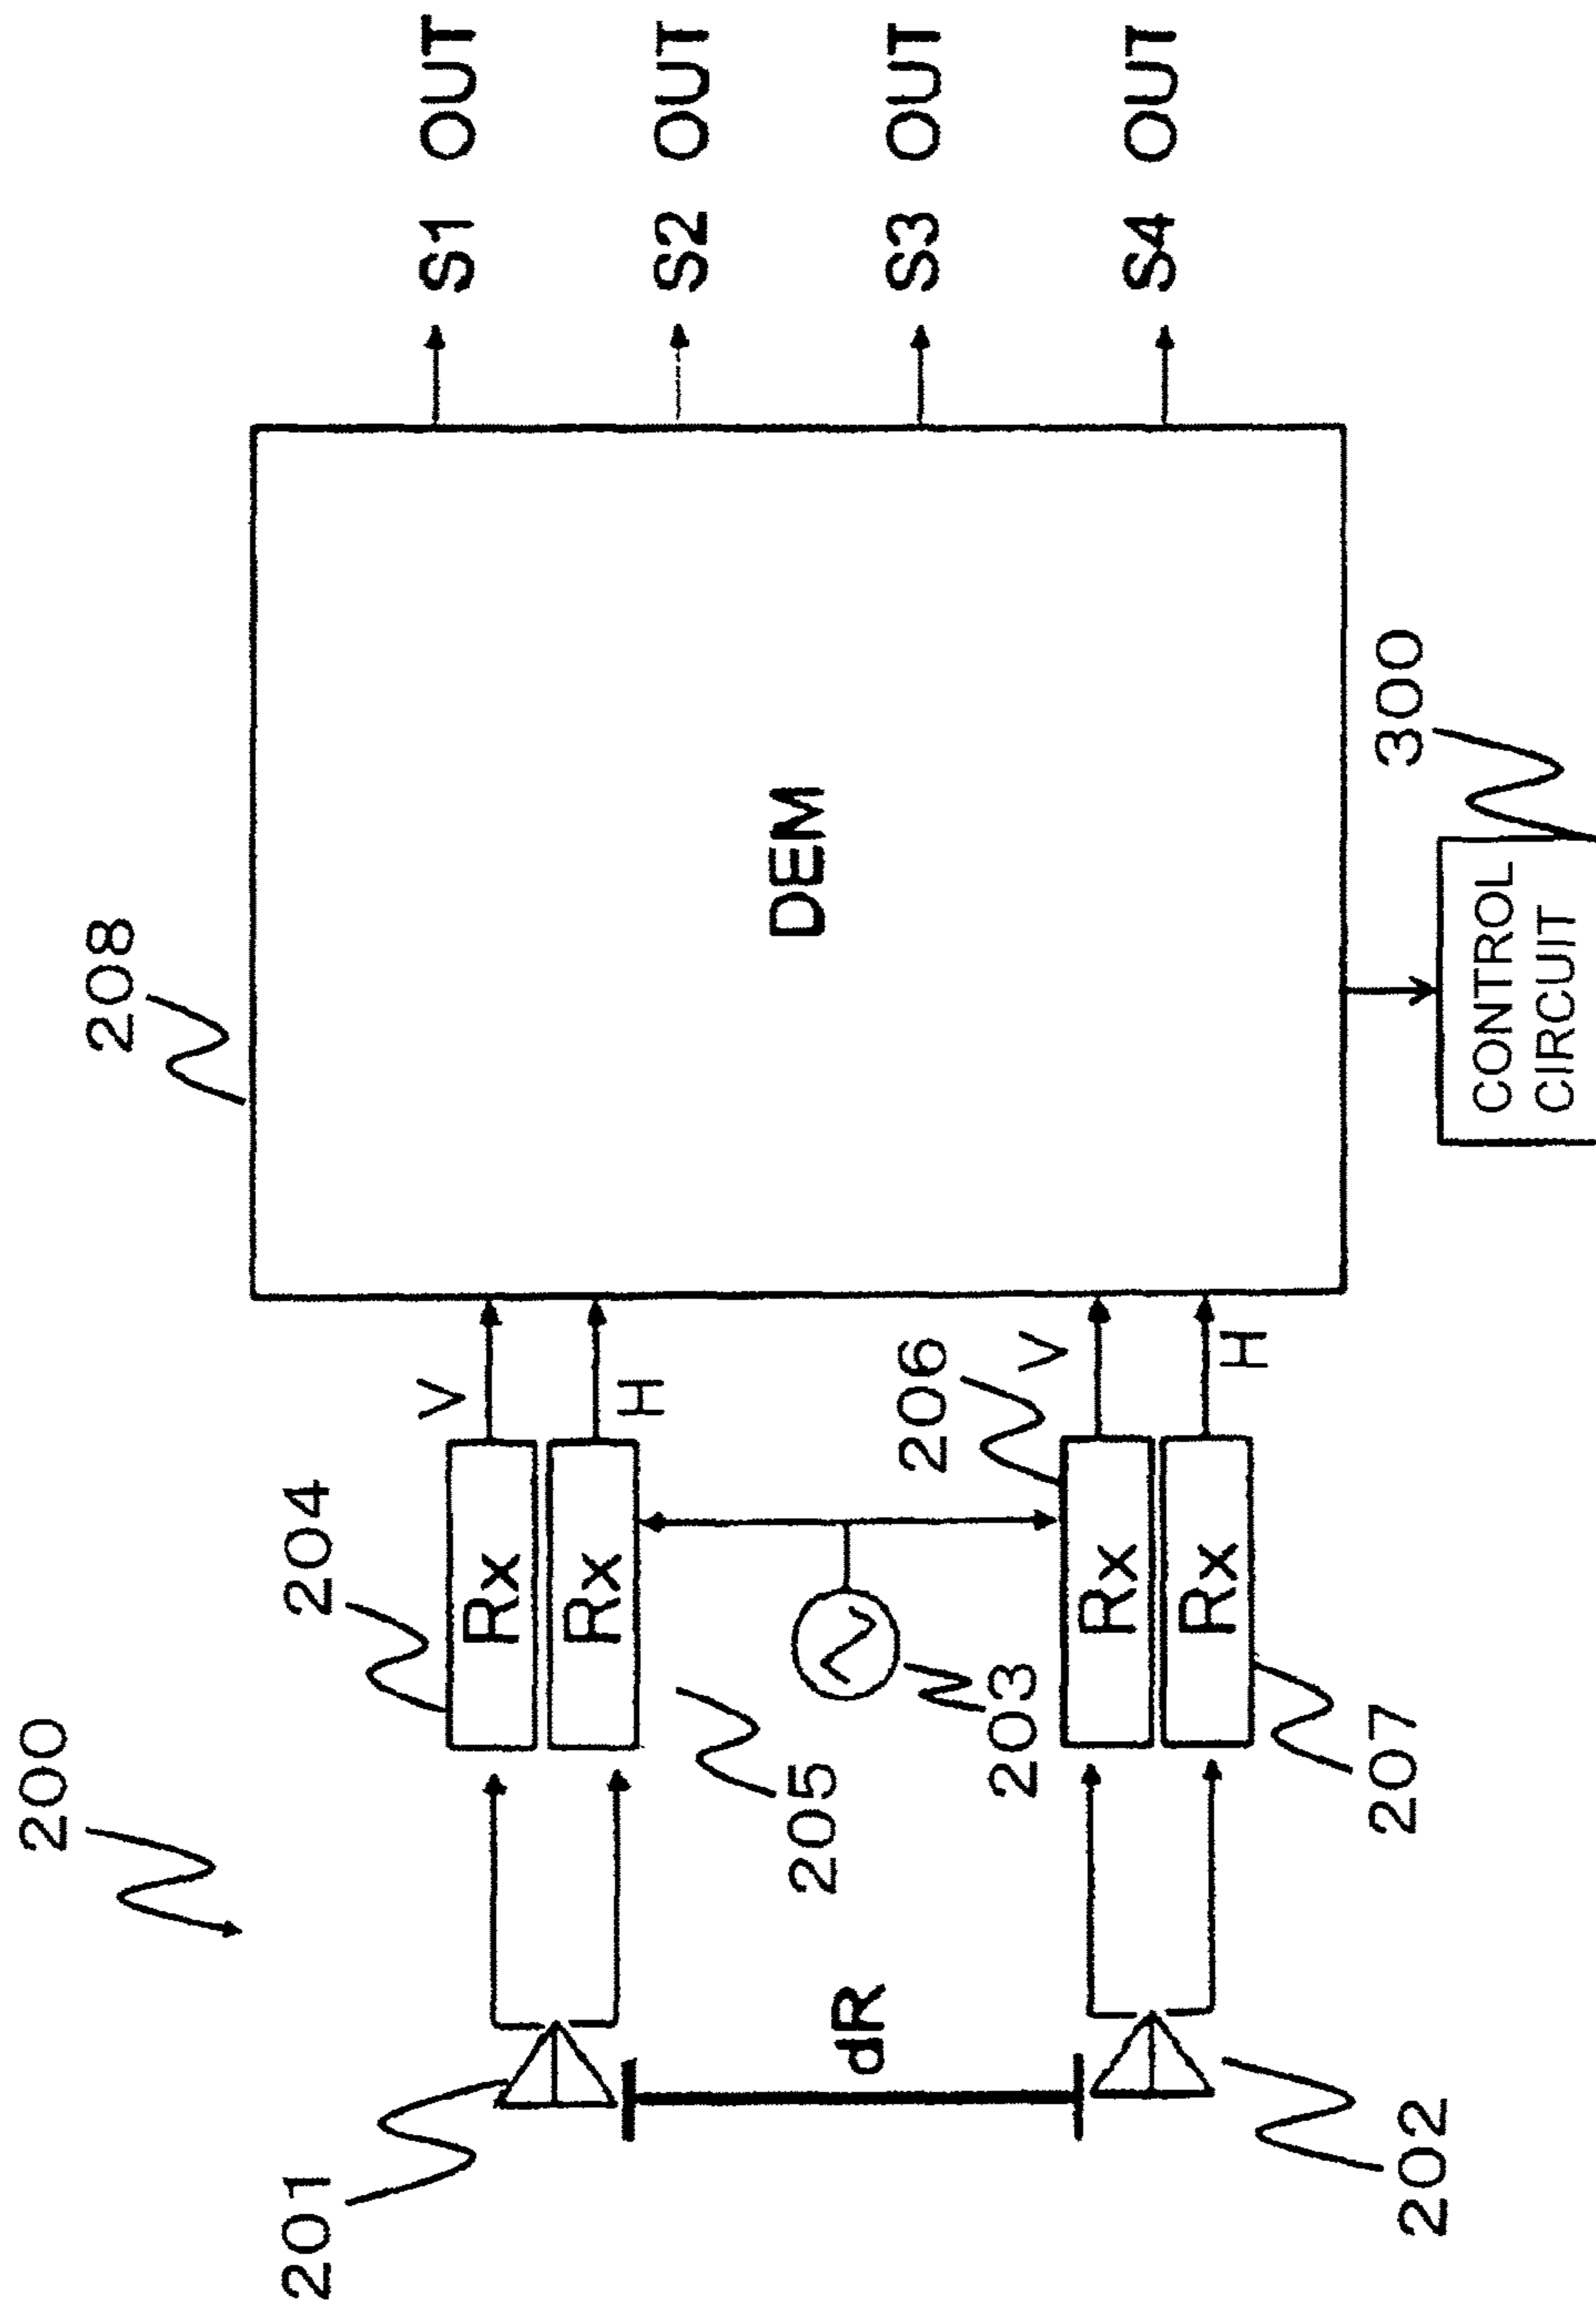 200
201
204
Rx
Rx
V
H
205
203
dR
206
Rx
Rx
V
H
207
202
208
DEM
CONTROL
CIRCUIT
300
S1 OUT
S2 OUT
S3 OUT
S4 OUT